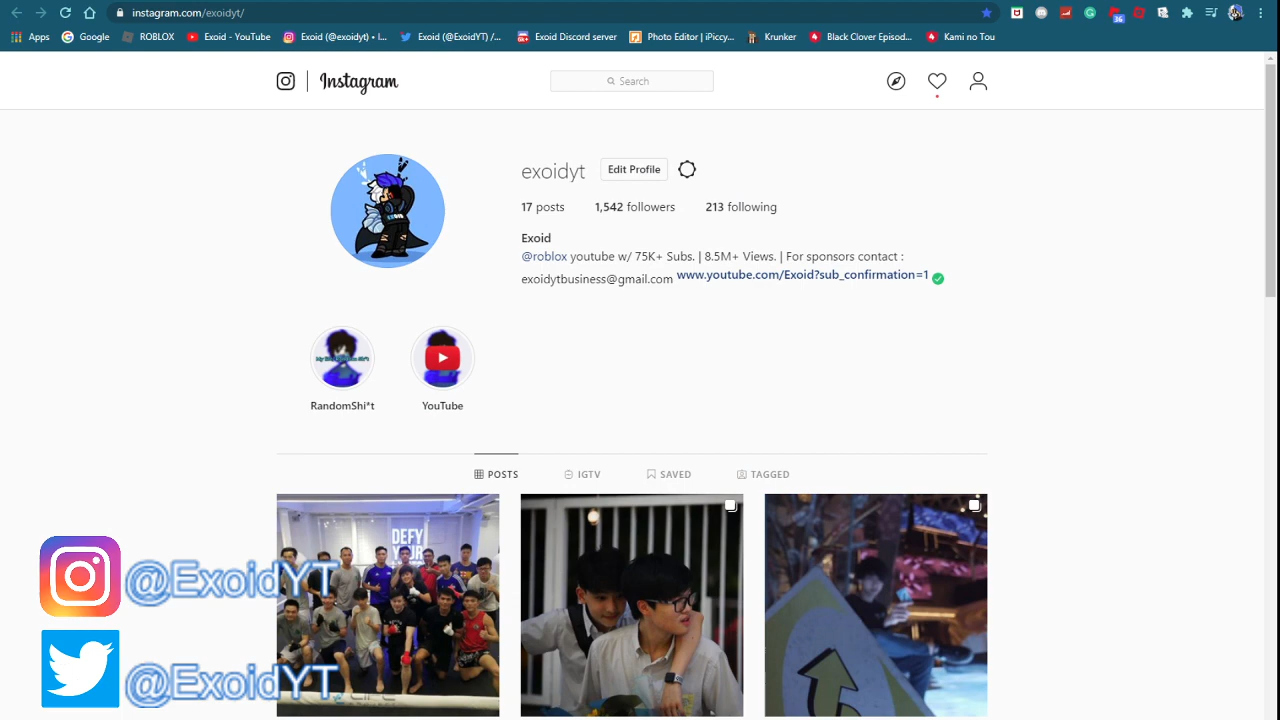 instagram.com/exoidyt/
36
Apps Google ROBLOX Exoid - YouTube Exoid (@exoidyt) • I... Exoid (@ExoidYT) /... Exoid Discord server Photo Editor | iPiccy... Krunker Black Clover Episod... Kami no Tou
Instagram
Search
exoidyt Edit Profile
17 posts 1,542 followers 213 following
Exoid
@roblox youtube w/ 75K+ Subs. | 8.5M+ Views. | For sponsors contact :
exoidytbusiness@gmail.com www.youtube.com/Exoid?sub_confirmation=1
RandomShi*t YouTube
POSTS IGTV SAVED TAGGED
DEFY
YOUR
@ExoidYT
@ExoidYT